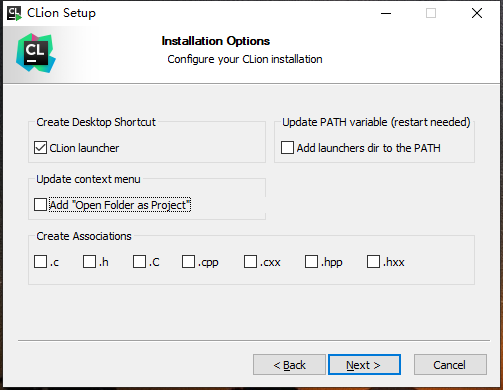 CLion Setup
CL
Installation Options
Configure your CLion installation
Create Desktop Shortcut
CLion launcher
Update PATH variable (restart needed)
Add launchers dir to the PATH
Update context menu
Add "Open Folder as Project"
Create Associations
.c .h .C .cpp .cxx .hpp .hxx
< Back Next > Cancel